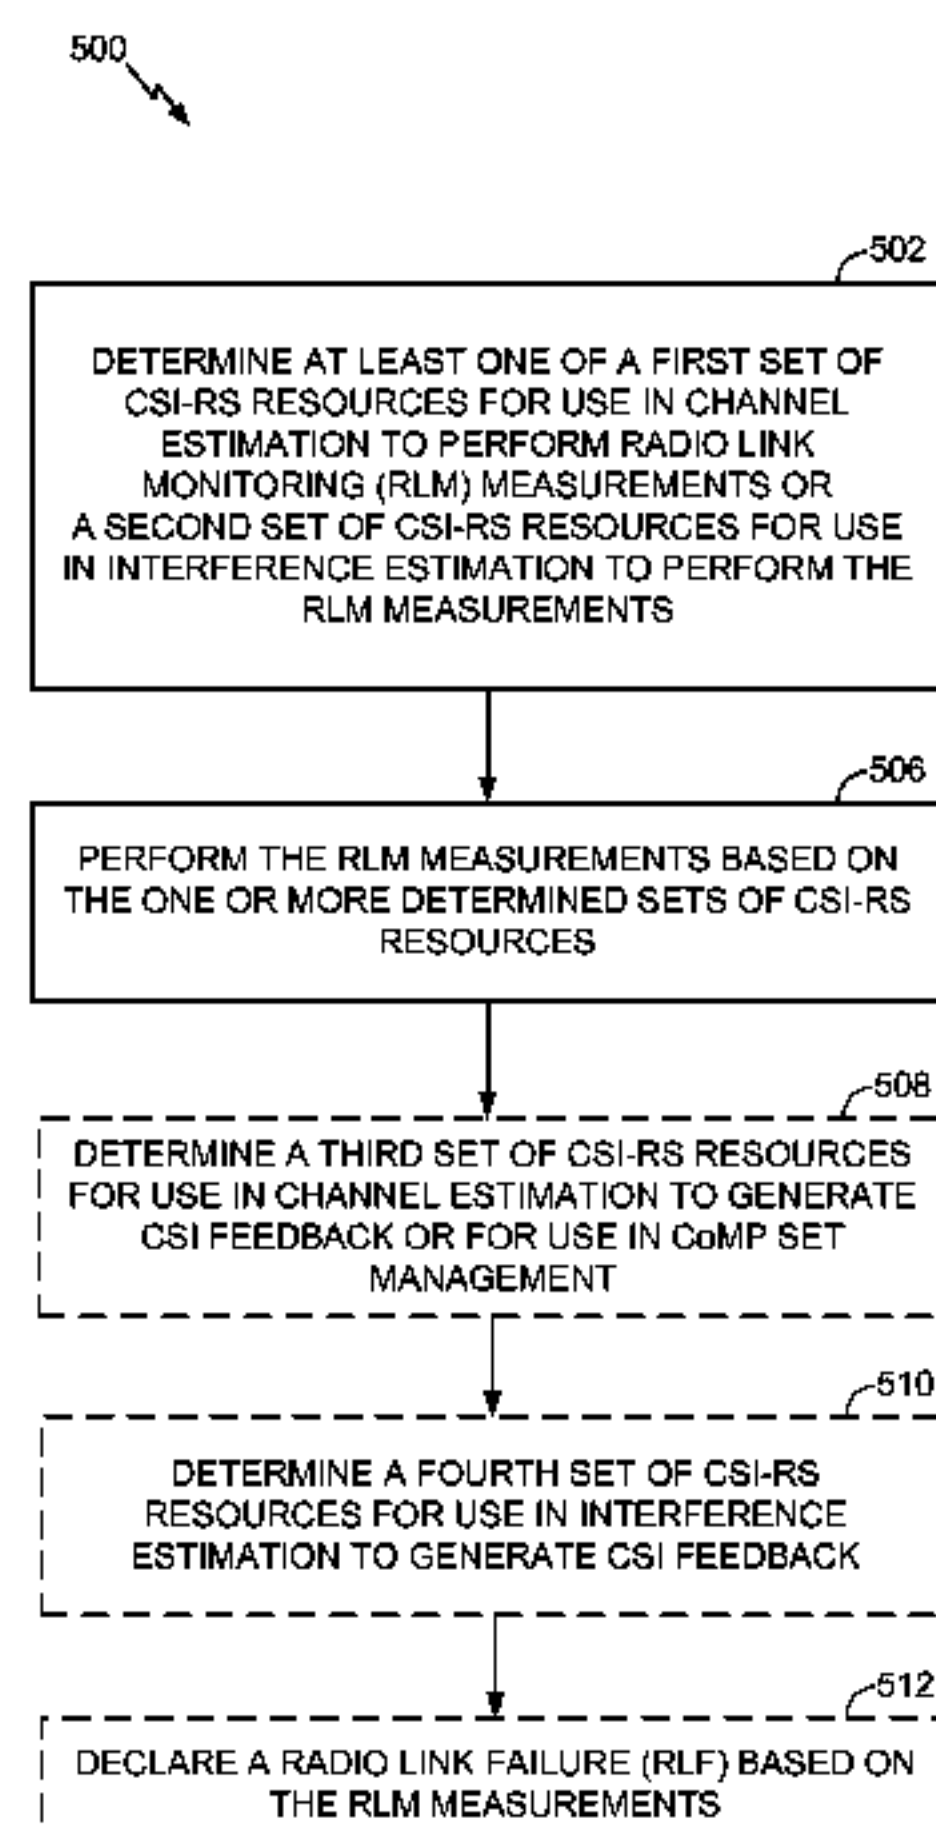 500
502
DETERMINE AT LEAST ONE OF A FIRST SET OF
CSI-RS RESOURCES FOR USE IN CHANNEL
ESTIMATION TO PERFORM RADIO LINK
MONITORING (RLM) MEASUREMENTS OR
A SECOND SET OF CSI-RS RESOURCES FOR USE
IN INTERFERENCE ESTIMATION TO PERFORM THE
RLM MEASUREMENTS
506
PERFORM THE RLM MEASUREMENTS BASED ON
THE ONE OR MORE DETERMINED SETS OF CSI-RS
RESOURCES
508
DETERMINE A THIRD SET OF CSI-RS RESOURCES
FOR USE IN CHANNEL ESTIMATION TO GENERATE
CSI FEEDBACK OR FOR USE IN CoMP SET
MANAGEMENT
510
DETERMINE A FOURTH SET OF CSI-RS
RESOURCES FOR USE IN INTERFERENCE
ESTIMATION TO GENERATE CSI FEEDBACK
512
DECLARE A RADIO LINK FAILURE (RLF) BASED ON
THE RLM MEASUREMENTS